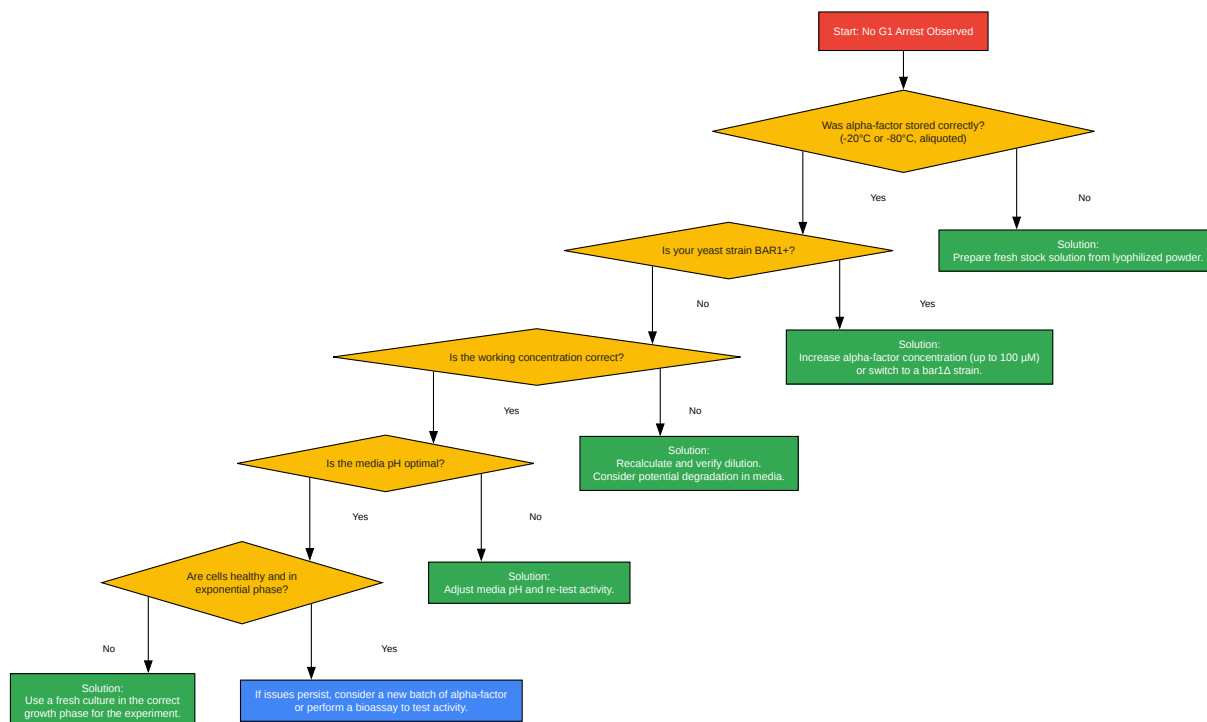 Start: No G1 Arrest Observed
Was alpha-factor stored correctly?
(-20°C or -80°C, aliquoted)
Yes
No
Is your yeast strain BAR1+?
Solution:
Prepare fresh stock solution from lyophilized powder.
No
Yes
Is the working concentration correct?
Solution:
Increase alpha-factor concentration (up to 100 µM)
or switch to a bar1Δ strain.
Yes
No
Is the media pH optimal?
Solution:
Recalculate and verify dilution.
Consider potential degradation in media.
Yes
No
Are cells healthy and in
exponential phase?
Solution:
Adjust media pH and re-test activity.
No
Yes
Solution:
Use a fresh culture in the correct
growth phase for the experiment.
If issues persist, consider a new batch of alpha-factor
or perform a bioassay to test activity.